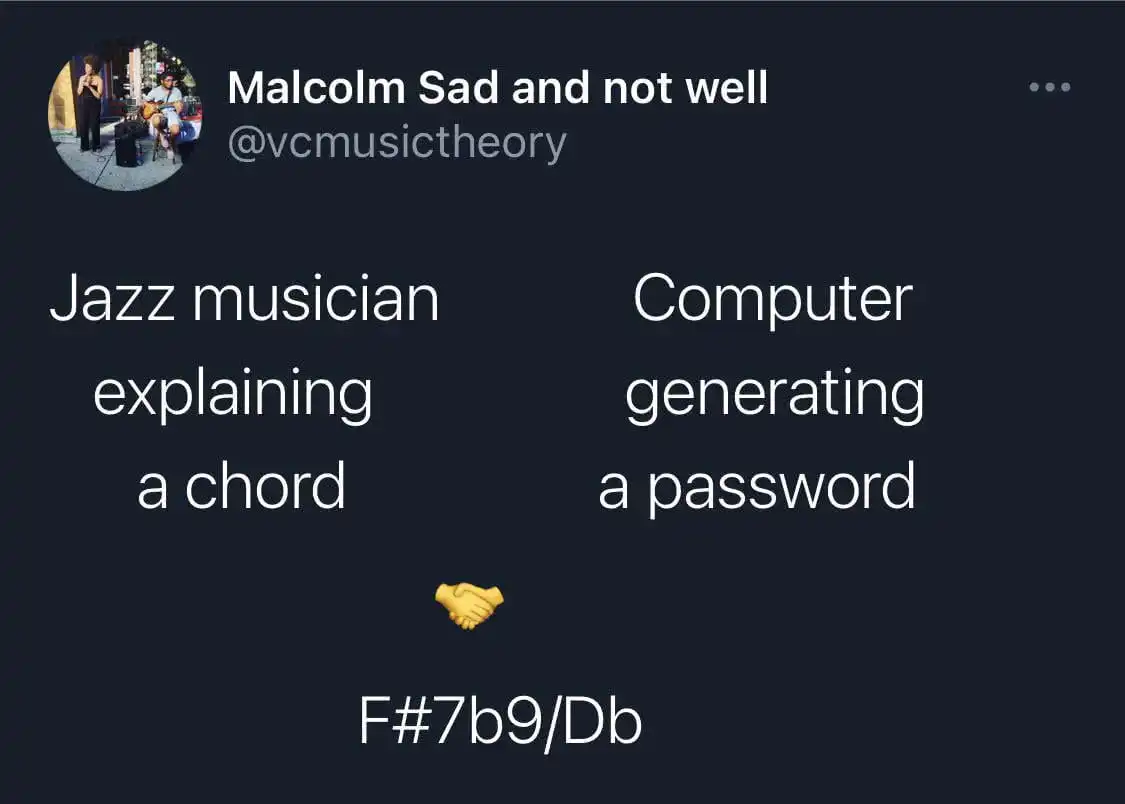 Malcolm Sad and not well
@vcmusictheory
Jazz musician Computer
explaining generating
a chord a password
🤝
F#7b9/Db